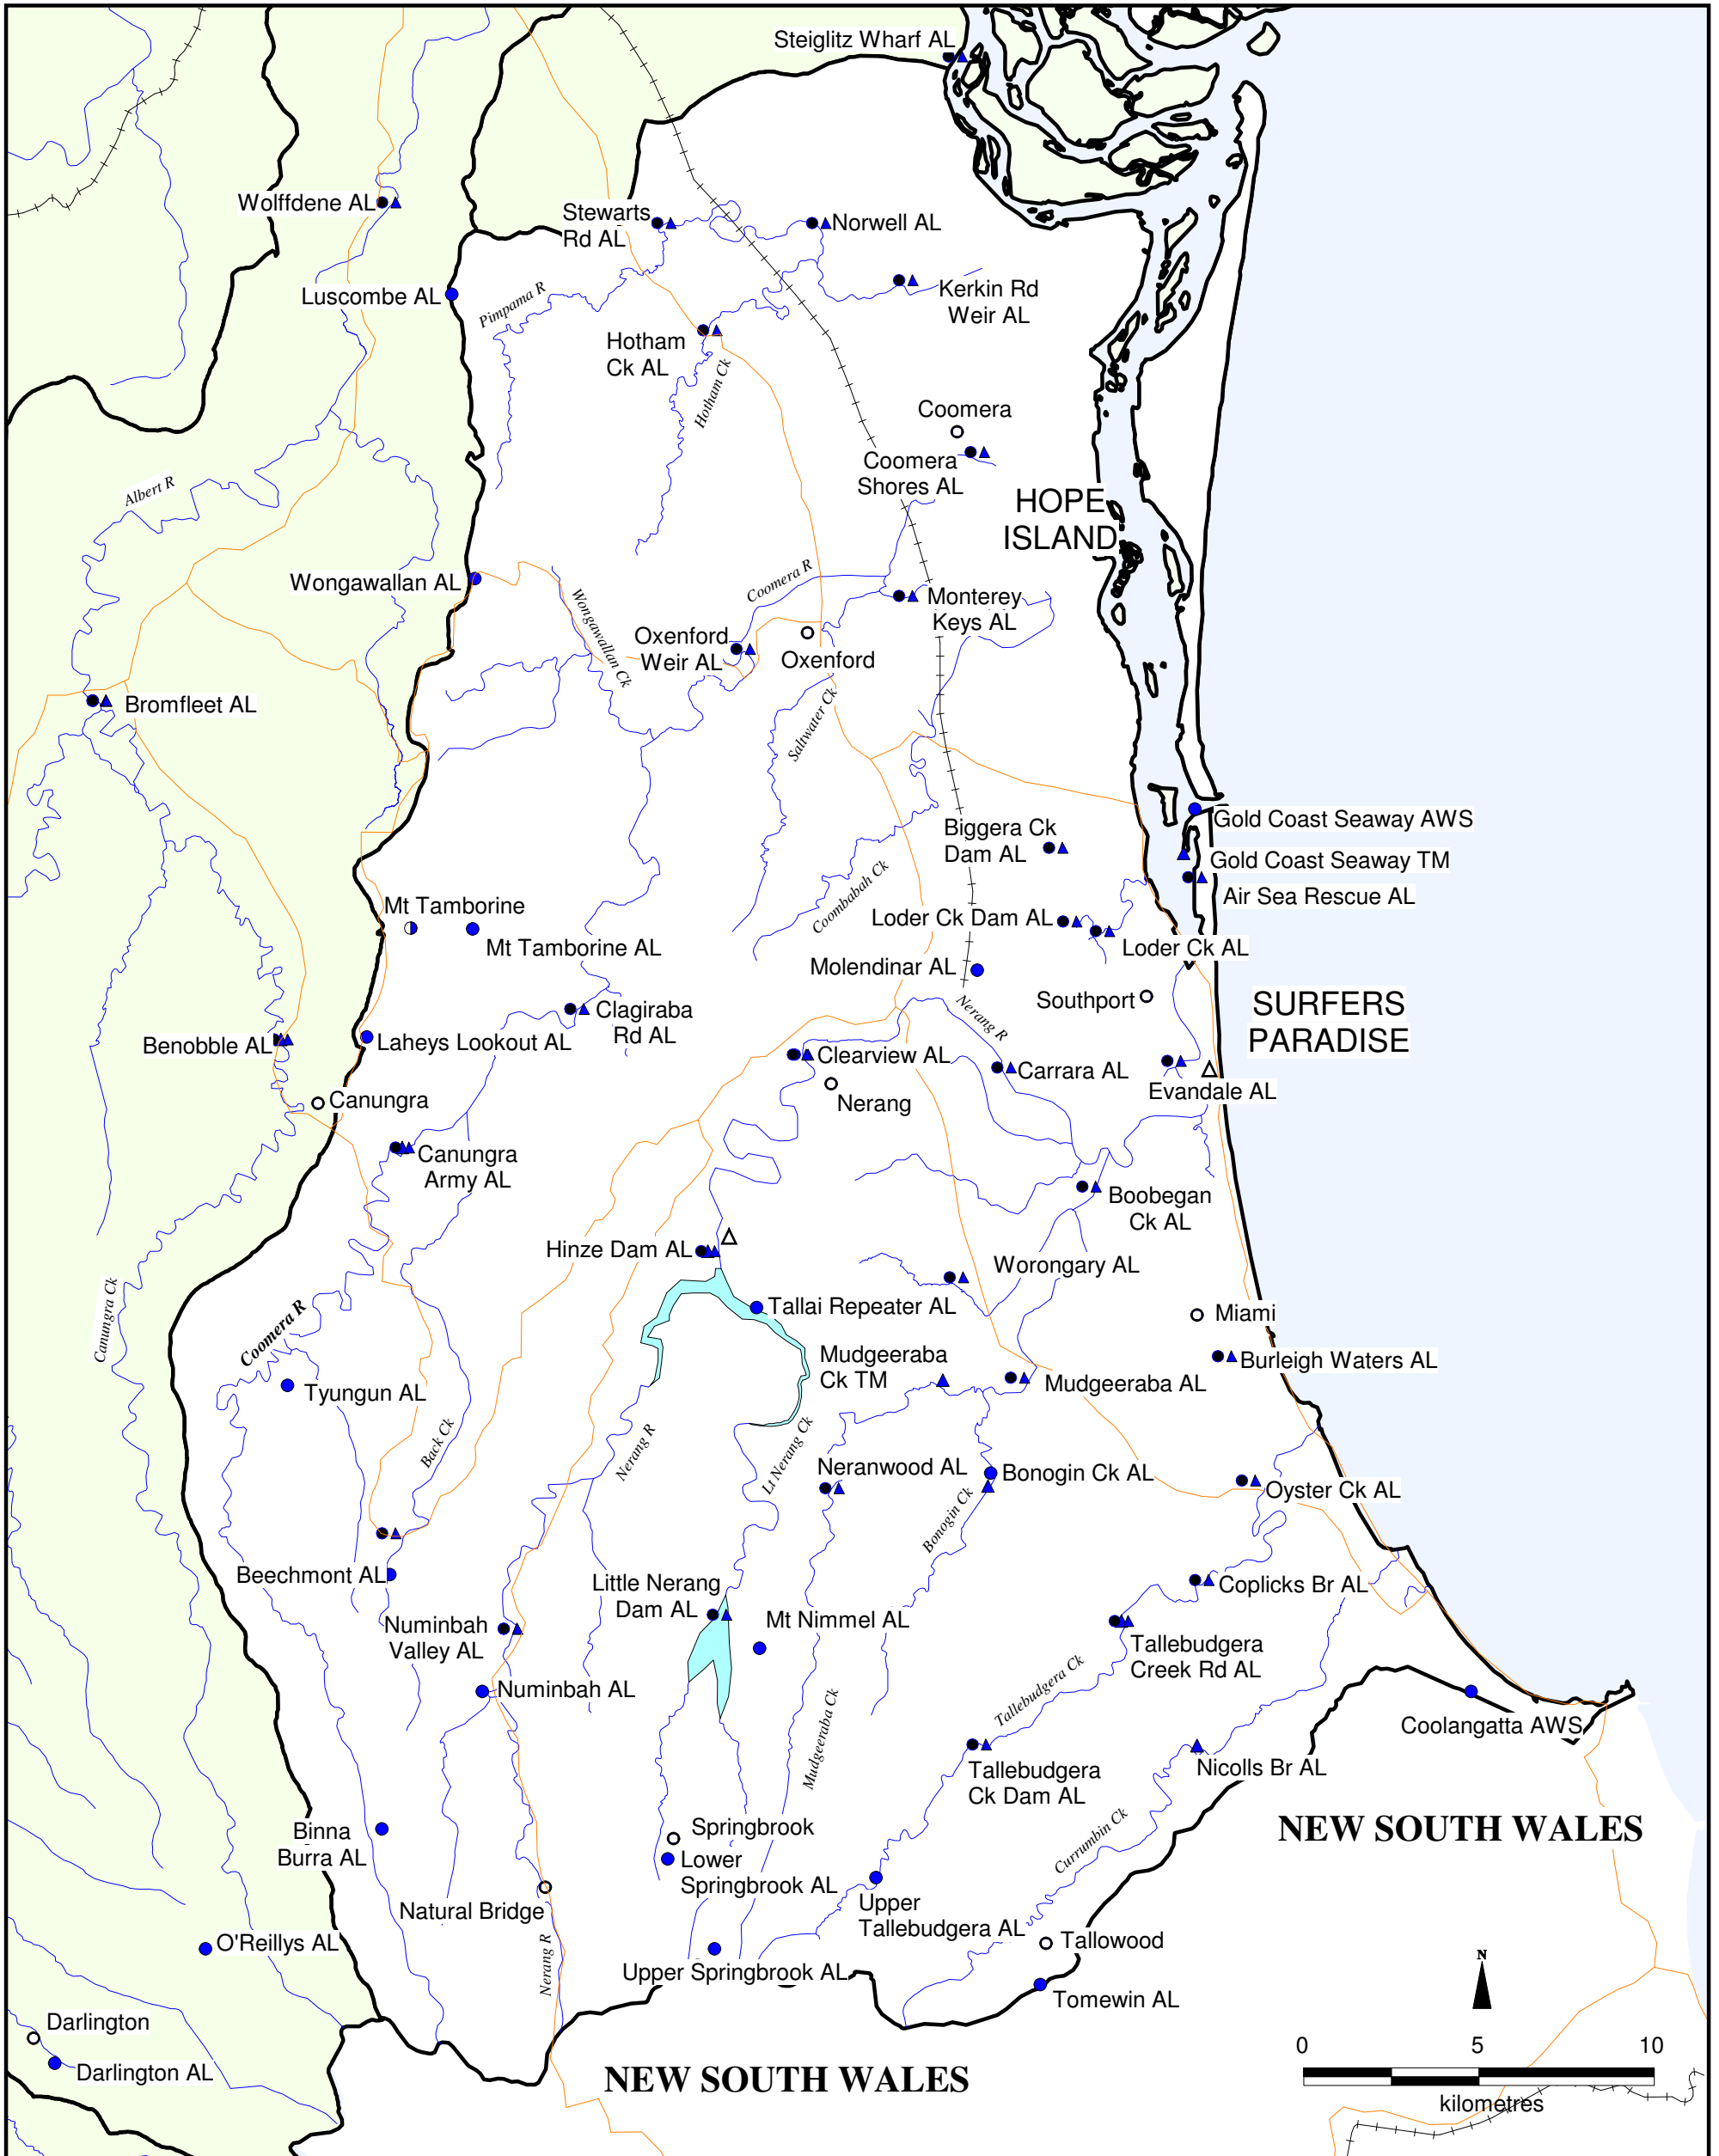 Steiglitz Wharf AL
Wolffdene AL
Stewarts
Rd AL
Norwell AL
Luscombe AL
Pimpama R
Kerkin Rd
Weir AL
Hotham
Ck AL
Hotham Ck
Coomera
Coomera
Shores AL
Albert R
HOPE
ISLAND
Wongawallan AL
Coomera R
Wongawallan Ck
Monterey
Keys AL
Oxenford
Weir AL
Oxenford
Saltwater Ck
Bromfleet AL
Gold Coast Seaway AWS
Biggera Ck
Dam AL
Gold Coast Seaway TM
Air Sea Rescue AL
Coombabah Ck
Mt Tamborine
Mt Tamborine AL
Loder Ck Dam AL
Loder Ck AL
Molendinar AL
Southport
Nerang R
SURFERS
PARADISE
Clagiraba
Rd AL
Benobble AL
Laheys Lookout AL
Clearview AL
Carrara AL
Evandale AL
Canungra
Nerang
Canungra
Army AL
Boobegan
Ck AL
Hinze Dam AL
Worongary AL
Canungra Ck
Tallai Repeater AL
Miami
Coomera R
Mudgeeraba
Ck TM
Burleigh Waters AL
Tyungun AL
Mudgeeraba AL
Back Ck
Nerang R
Lt Nerang Ck
Neranwood AL
Bonogin Ck AL
Oyster Ck AL
Bonogin Ck
Beechmont AL
Little Nerang
Dam AL
Coplicks Br AL
Numinbah
Valley AL
Mt Nimmel AL
Tallebudgera
Creek Rd AL
Tallebudgera Ck
Numinbah AL
Mudgeeraba Ck
Coolangatta AWS
Tallebudgera
Ck Dam AL
Nicolls Br AL
Binna
Burra AL
Springbrook
Lower
Springbrook AL
Currumbin Ck
NEW SOUTH WALES
Natural Bridge
Upper
Tallebudgera AL
O'Reillys AL
Nerang R
Upper Springbrook AL
Tallowood
N
Tomewin AL
Darlington
Darlington AL
0 5 10
kilometres
NEW SOUTH WALES